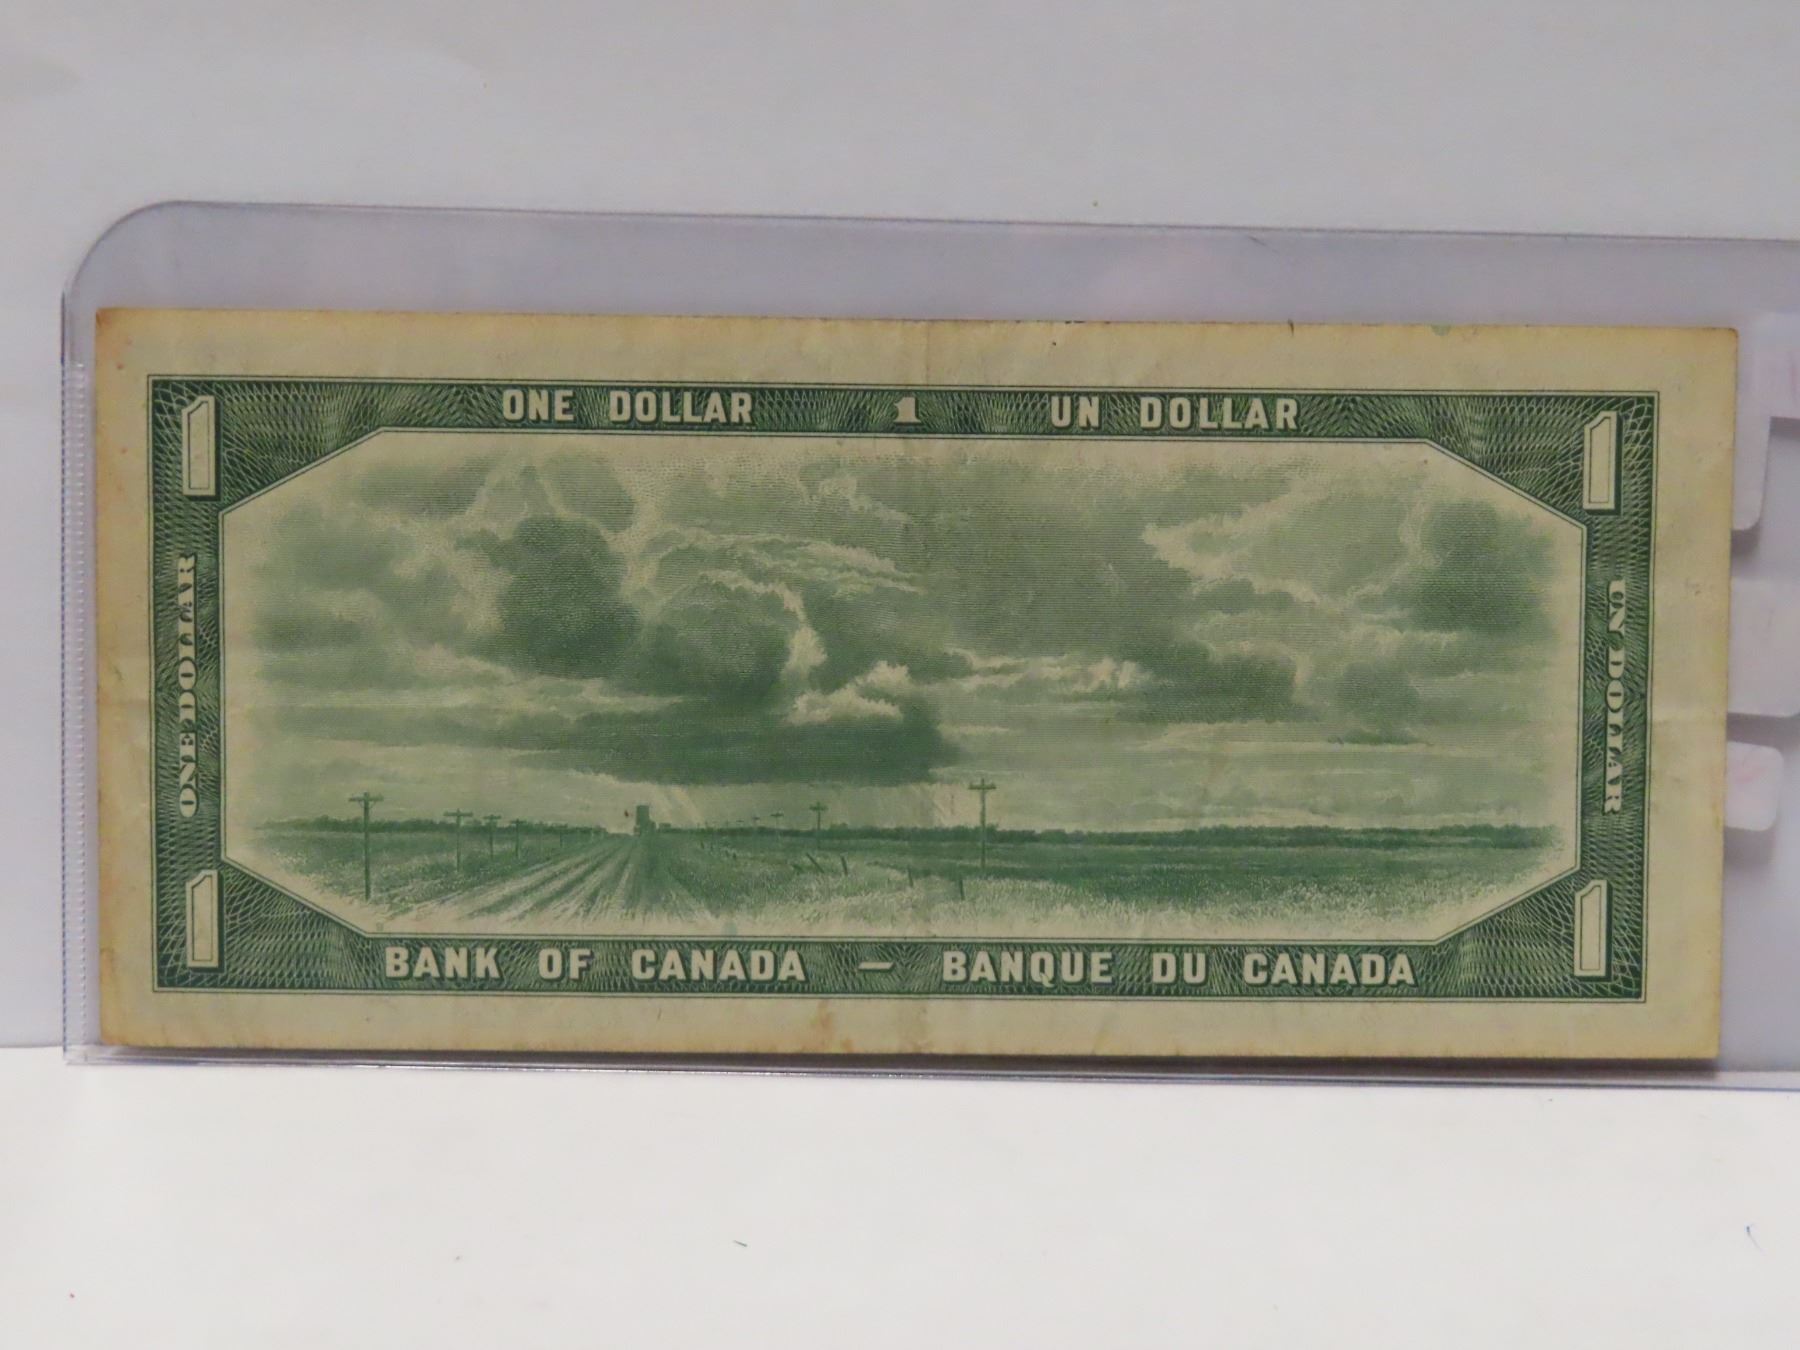 1 ONE DOLLAR 1 UN DOLLAR 1
ONE DOLLAR
UN DOLLAR
1 BANK OF CANADA — BANQUE DU CANADA 1